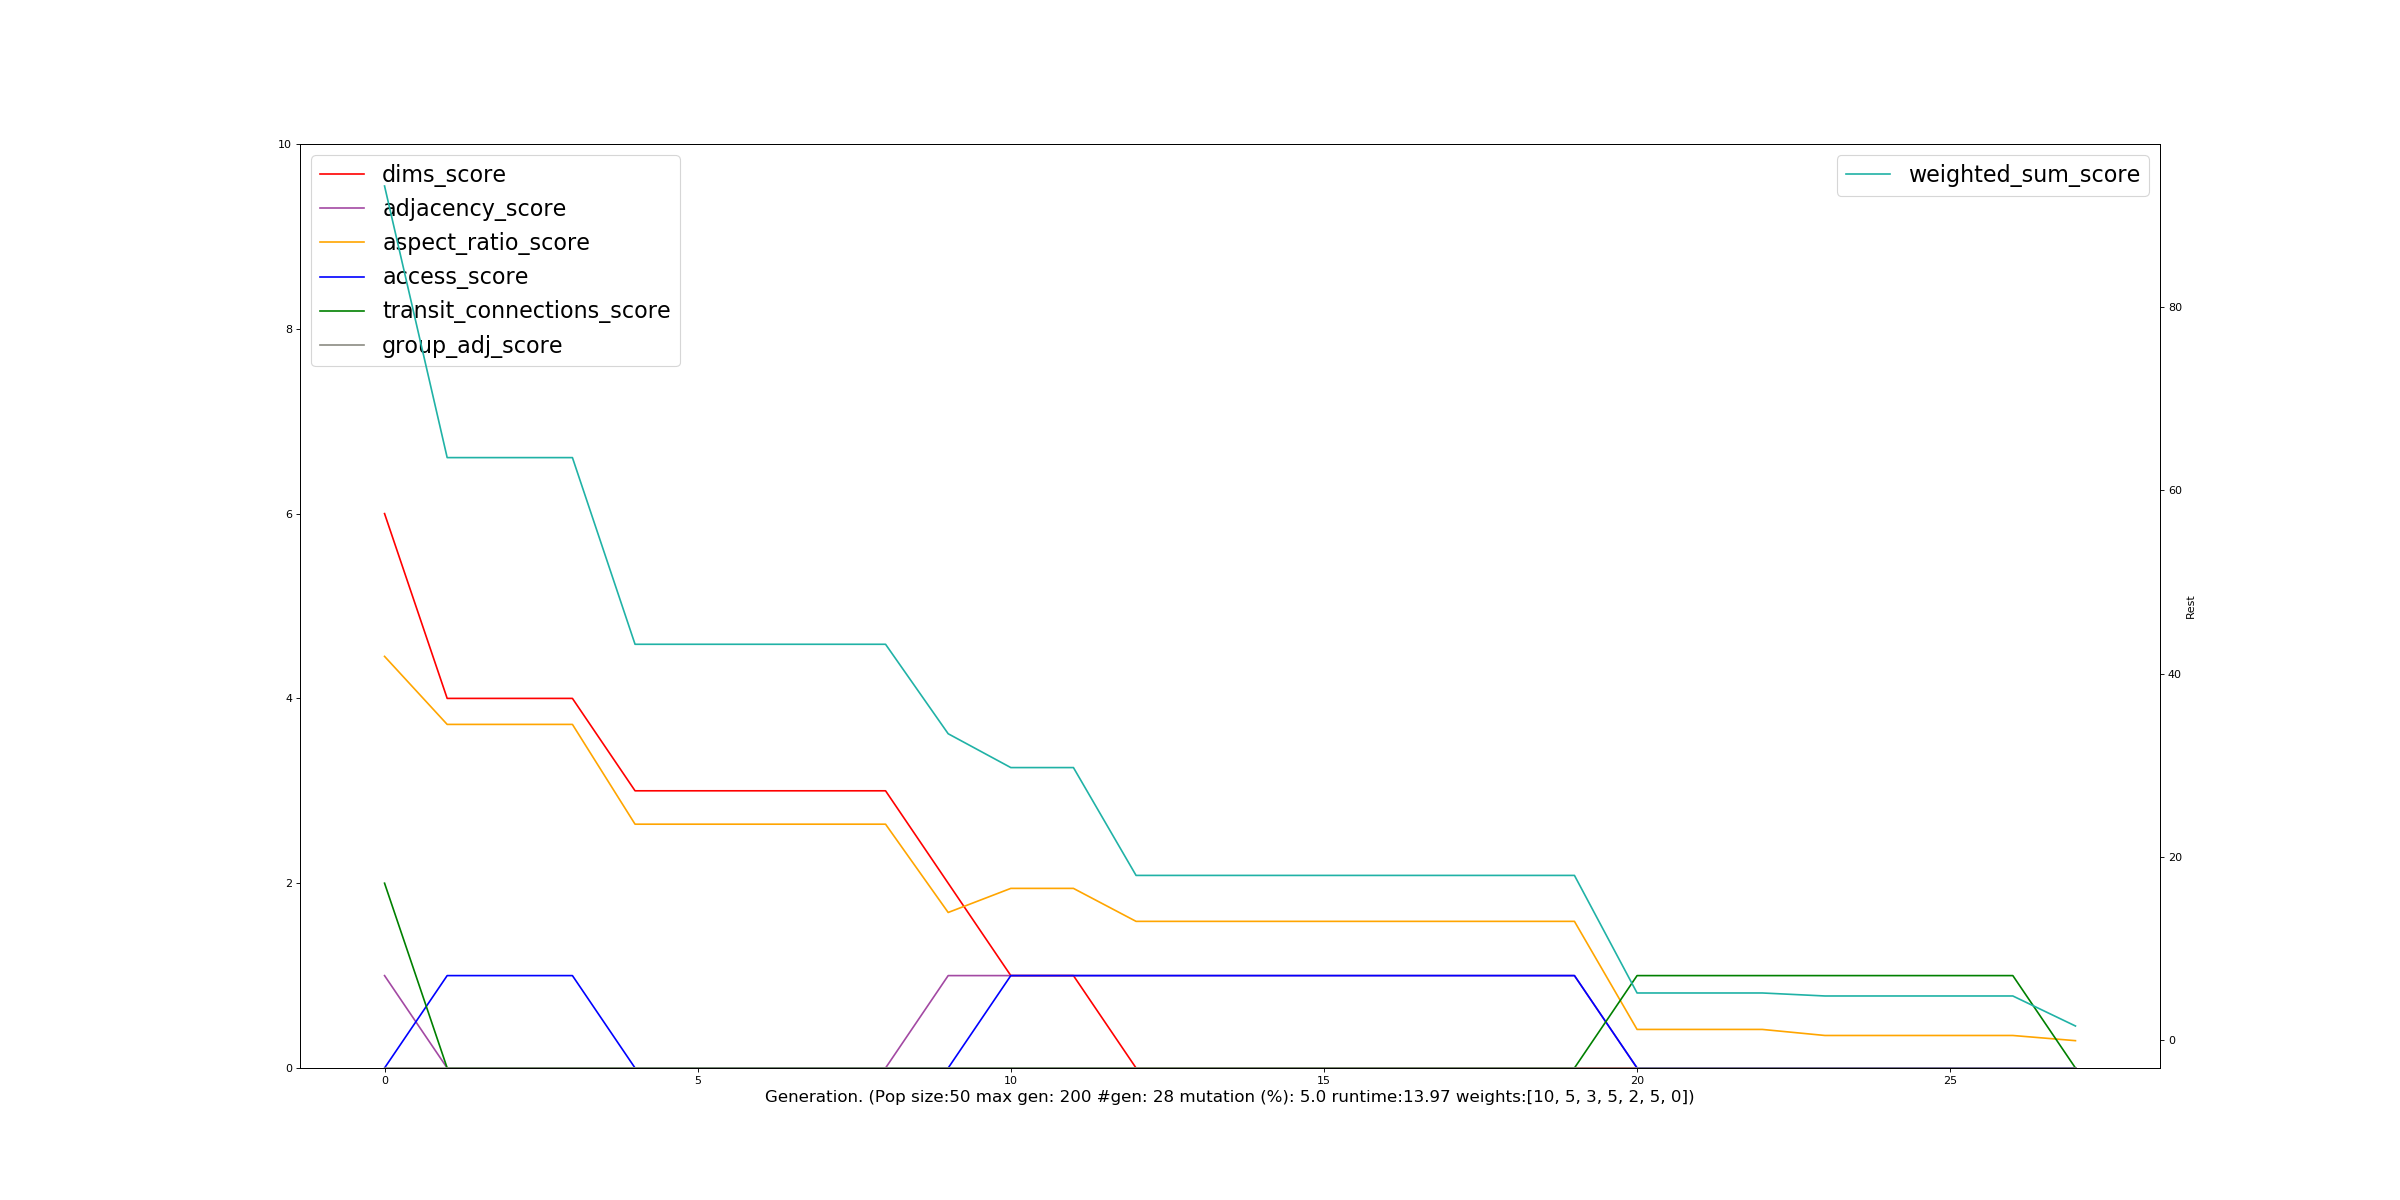 10
8
6
4
2
0
dims_score
adjacency_score
aspect_ratio_score
access_score
transit_connections_score
group_adj_score
weighted_sum_score
80
60
40
20
0
Rest
0 5 10 15 20 25
Generation. (Pop size:50 max gen: 200 #gen: 28 mutation (%): 5.0 runtime:13.97 weights:[10, 5, 3, 5, 2, 5, 0])